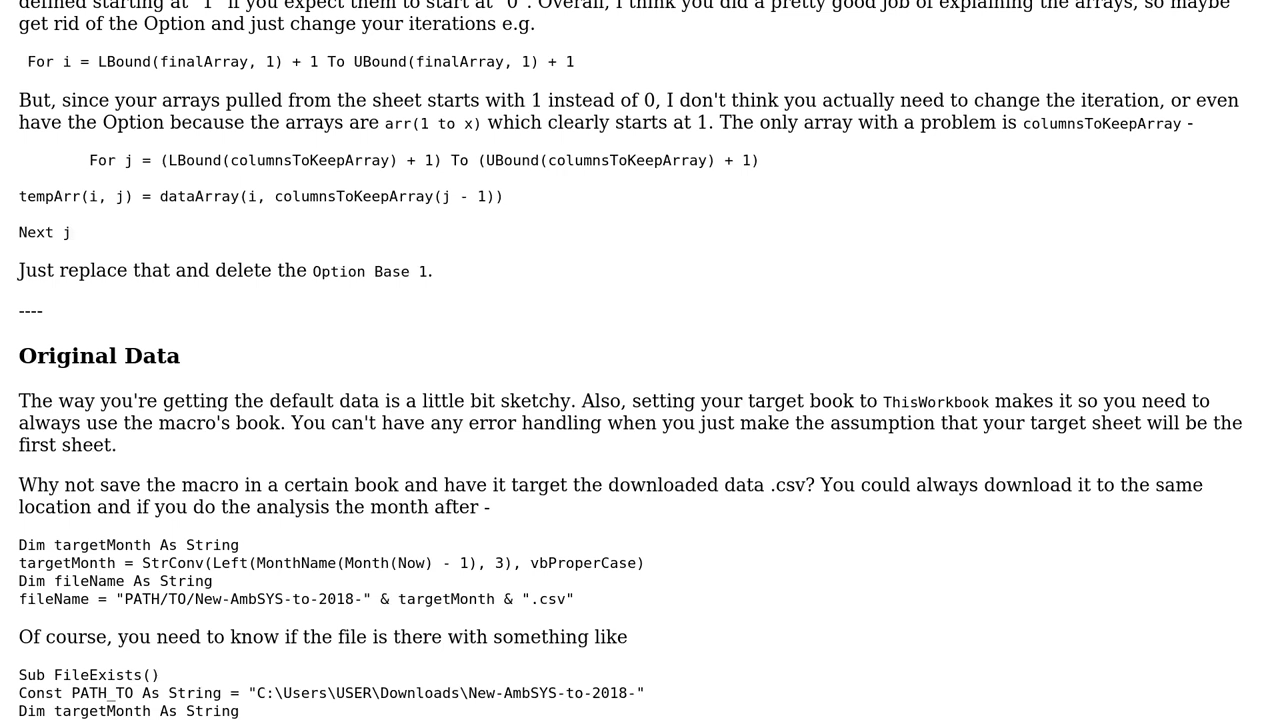 defined starting at "1" if you expect them to start at "0". Overall, I think you did a pretty good job of explaining the arrays, so maybe
get rid of the Option and just change your iterations e.g.
For i = LBound(finalArray, 1) + 1 To UBound(finalArray, 1) + 1
But, since your arrays pulled from the sheet starts with 1 instead of 0, I don't think you actually need to change the iteration, or even
have the Option because the arrays are arr(1 to x) which clearly starts at 1. The only array with a problem is columnsToKeepArray -
For j = (LBound(columnsToKeepArray) + 1) To (UBound(columnsToKeepArray) + 1)
tempArr(i, j) = dataArray(i, columnsToKeepArray(j - 1))
Next j
Just replace that and delete the Option Base 1.
----
Original Data
The way you're getting the default data is a little bit sketchy. Also, setting your target book to ThisWorkbook makes it so you need to
always use the macro's book. You can't have any error handling when you just make the assumption that your target sheet will be the
first sheet.
Why not save the macro in a certain book and have it target the downloaded data .csv? You could always download it to the same
location and if you do the analysis the month after -
Dim targetMonth As String
targetMonth = StrConv(Left(MonthName(Month(Now) - 1), 3), vbProperCase)
Dim fileName As String
fileName = "PATH/TO/New-AmbSYS-to-2018-" & targetMonth & ".csv"
Of course, you need to know if the file is there with something like
Sub FileExists()
Const PATH_TO As String = "C:\Users\USER\Downloads\New-AmbSYS-to-2018-"
Dim targetMonth As String